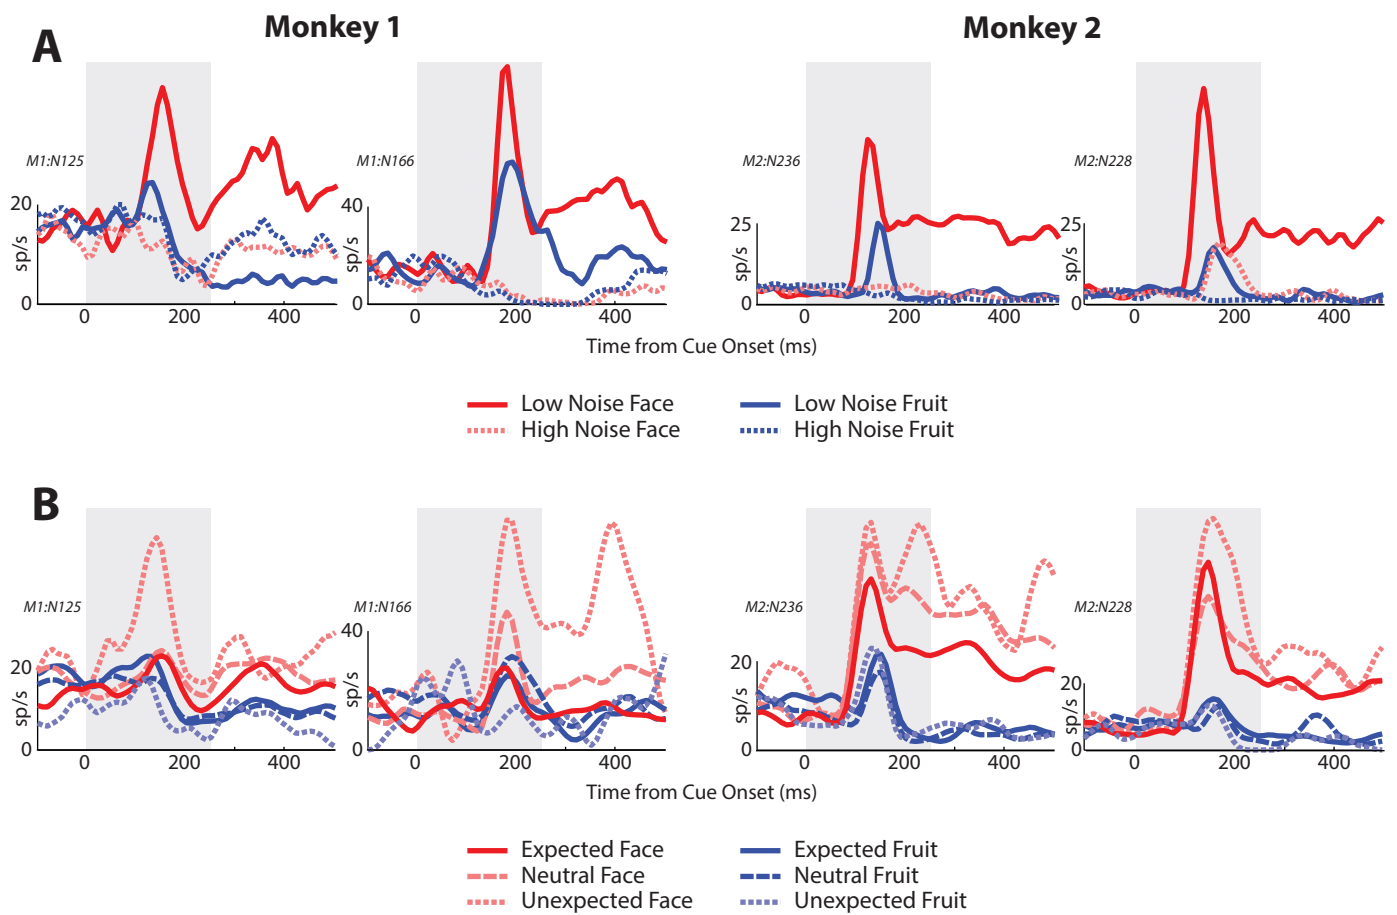 Monkey 1
Monkey 2
A
M1:N125
20
sp/s
0
0
200
400
M1:N166
40
sp/s
0
0
200
400
M2:N236
25
sp/s
0
0
200
400
M2:N228
25
sp/s
0
0
200
400
Time from Cue Onset (ms)
Low Noise Face
Low Noise Fruit
High Noise Face
High Noise Fruit
B
M1:N125
20
sp/s
0
0
200
400
M1:N166
40
sp/s
0
0
200
400
M2:N236
20
sp/s
0
0
200
400
M2:N228
20
sp/s
0
0
200
400
Time from Cue Onset (ms)
Expected Face
Expected Fruit
Neutral Face
Neutral Fruit
Unexpected Face
Unexpected Fruit